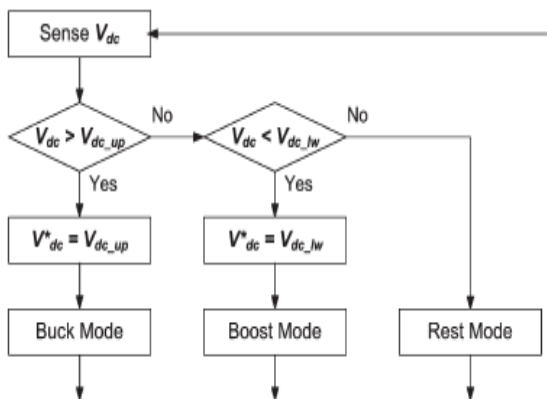 Sense V_dc
No No
V_dc > V_dc_up V_dc < V_dc_lw
Yes Yes
V*_dc = V_dc_up V*_dc = V_dc_lw
Buck Mode Boost Mode Rest Mode